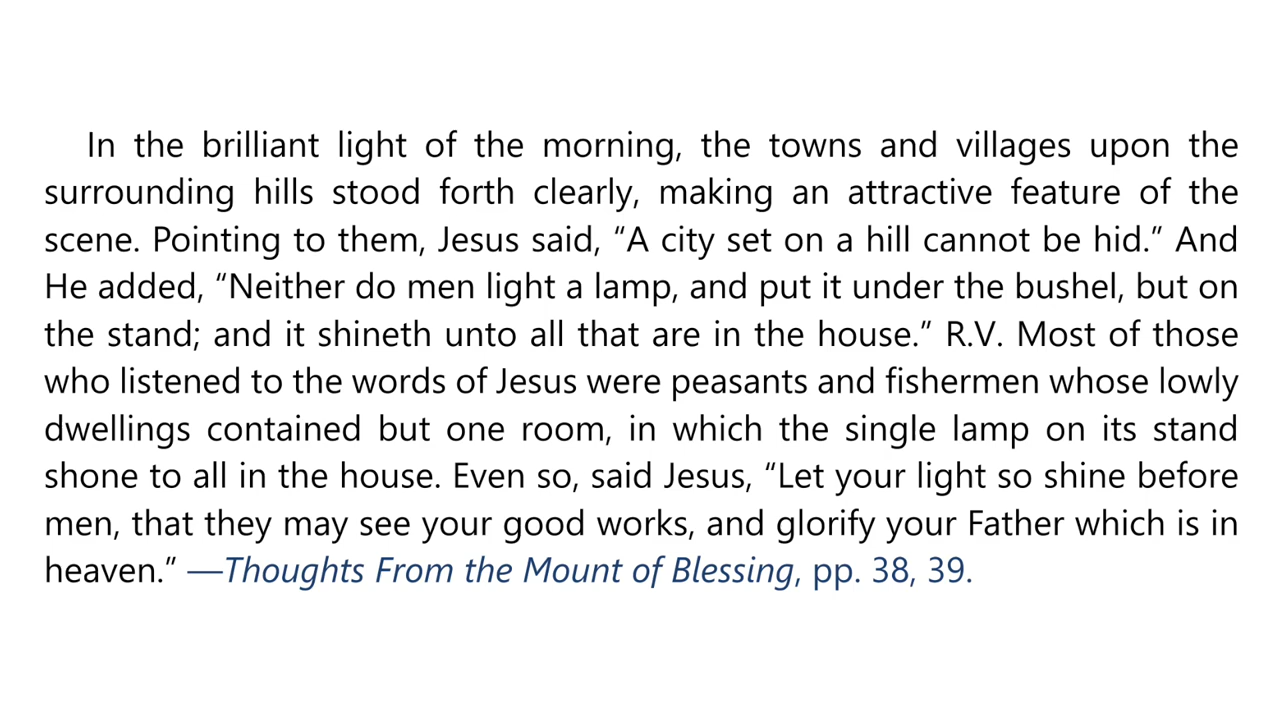 In the brilliant light of the morning, the towns and villages upon the
surrounding hills stood forth clearly, making an attractive feature of the
scene. Pointing to them, Jesus said, “A city set on a hill cannot be hid.” And
He added, “Neither do men light a lamp, and put it under the bushel, but on
the stand; and it shineth unto all that are in the house.” R.V. Most of those
who listened to the words of Jesus were peasants and fishermen whose lowly
dwellings contained but one room, in which the single lamp on its stand
shone to all in the house. Even so, said Jesus, “Let your light so shine before
men, that they may see your good works, and glorify your Father which is in
heaven.” —Thoughts From the Mount of Blessing, pp. 38, 39.